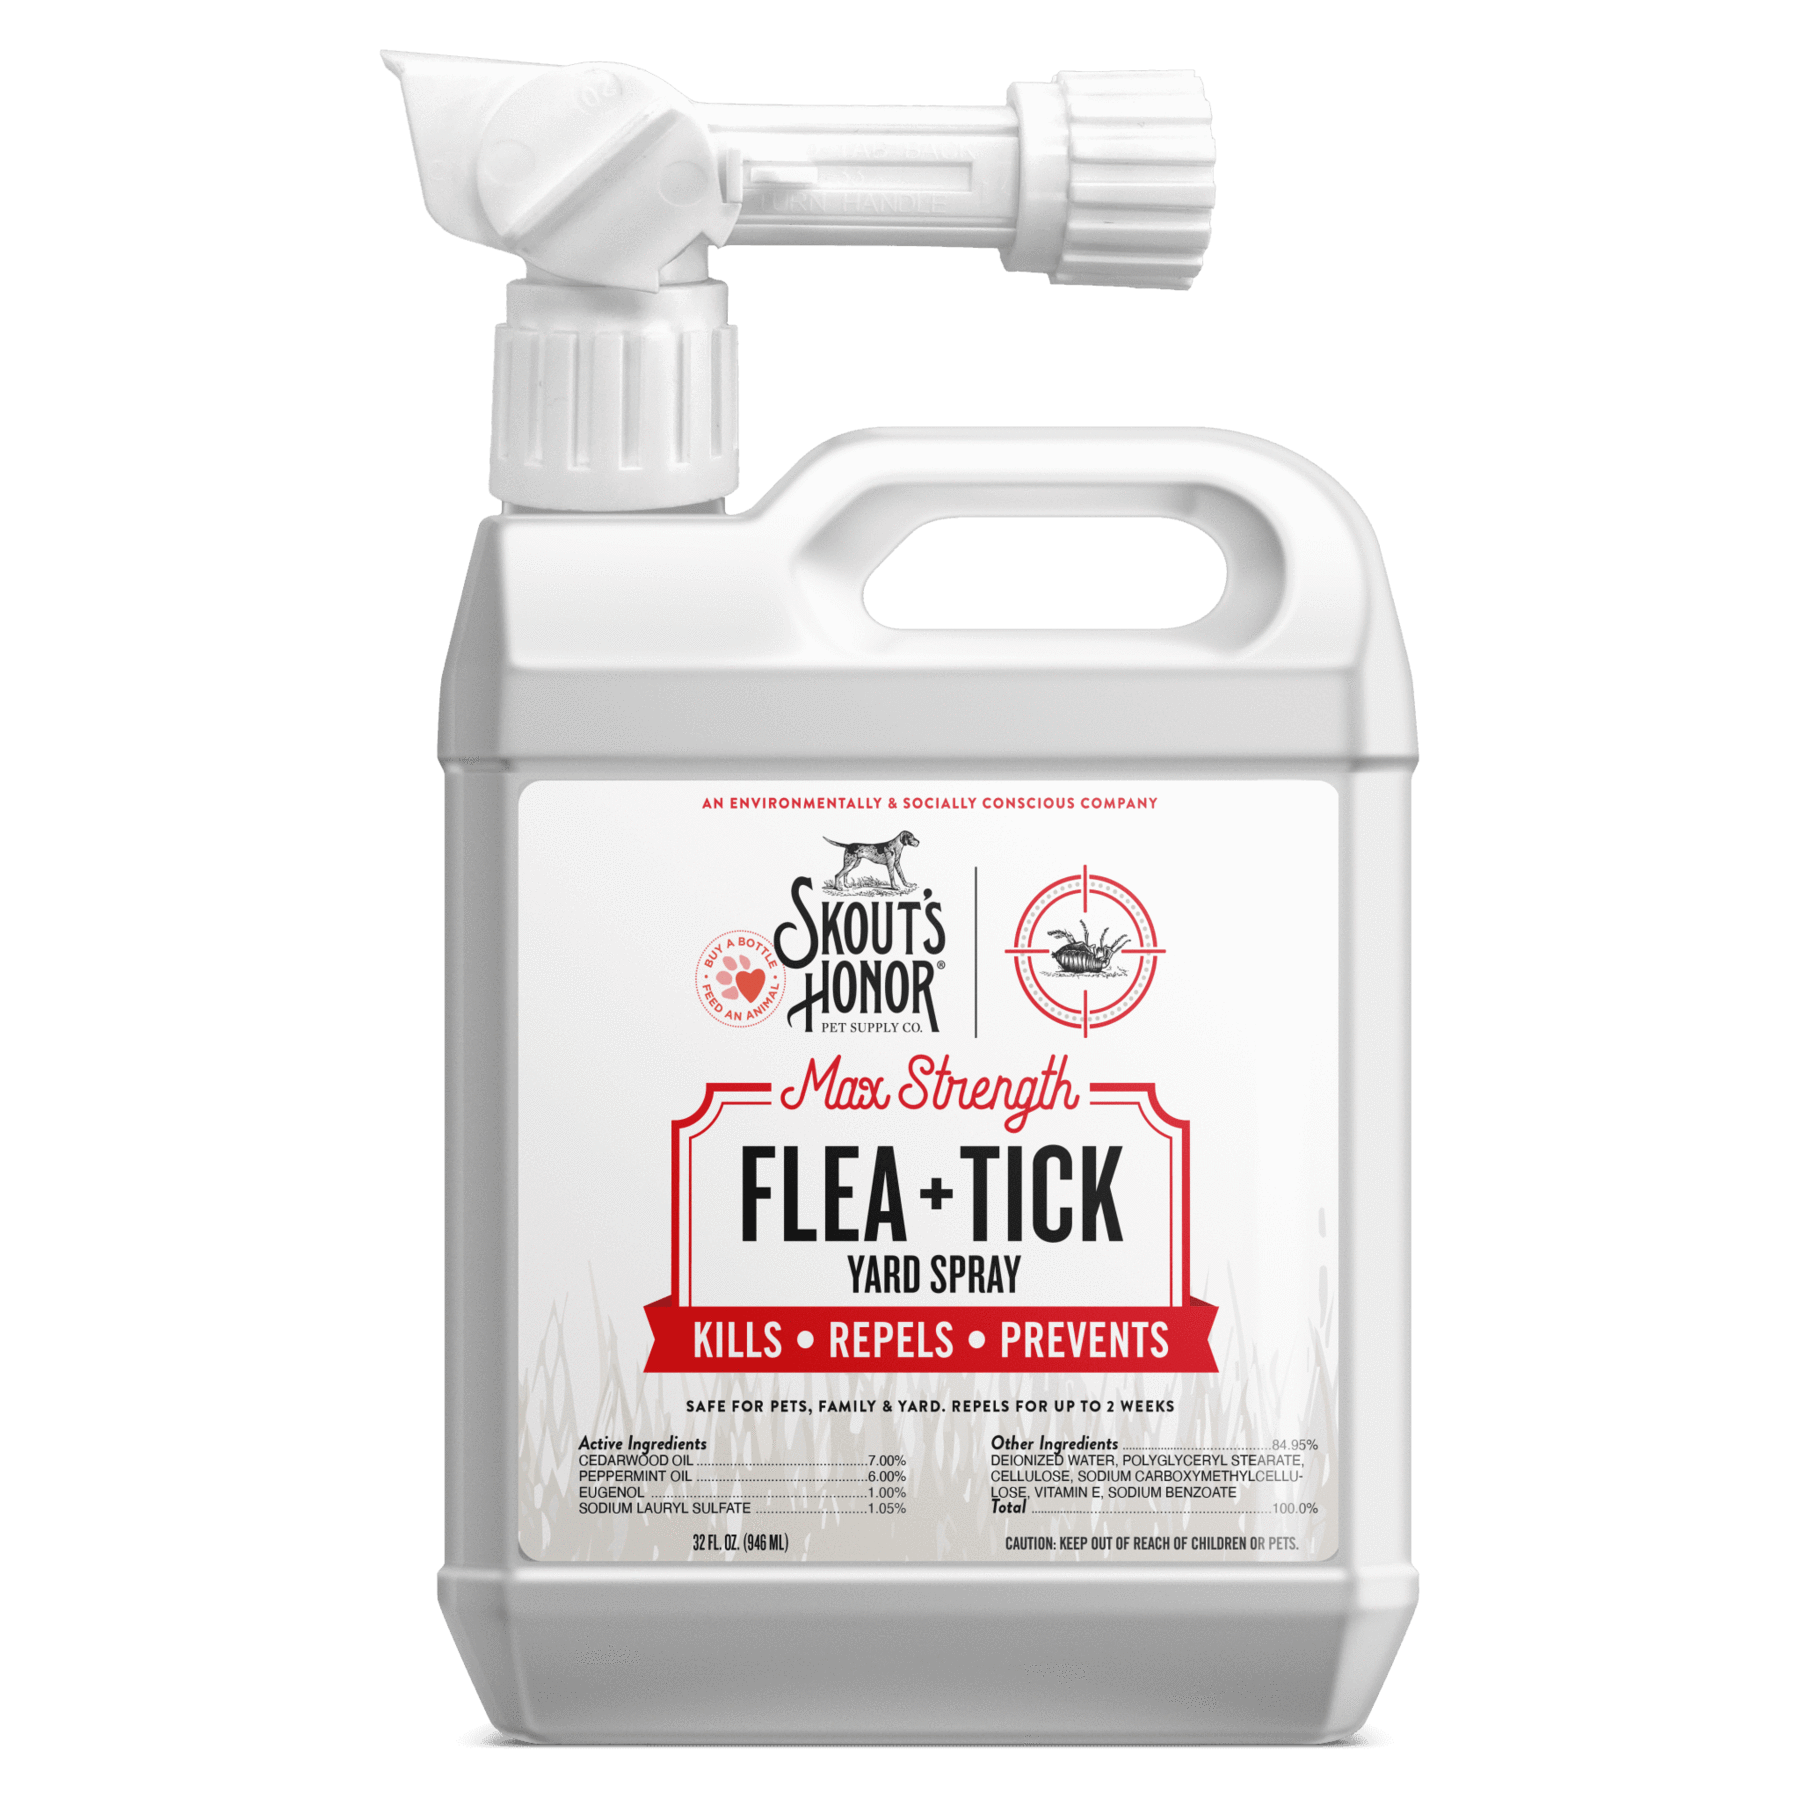 TURN HANDLE
AN ENVIRONMENTALLY & SOCIALLY CONSCIOUS COMPANY
SKOUT'S
HONOR®
PET SUPPLY CO.
BUY A BOTTLE
FEED AN ANIMAL
Max Strength
FLEA + TICK
YARD SPRAY
KILLS • REPELS • PREVENTS
SAFE FOR PETS, FAMILY & YARD. REPELS FOR UP TO 2 WEEKS
Active Ingredients
CEDARWOOD OIL ..... 7.00%
PEPPERMINT OIL ..... 6.00%
EUGENOL ..... 1.00%
SODIUM LAURYL SULFATE ..... 1.05%
Other Ingredients ..... 84.95%
DEIONIZED WATER, POLYGLYCERYL STEARATE,
CELLULOSE, SODIUM CARBOXYMETHYLCELLU-
LOSE, VITAMIN E, SODIUM BENZOATE
Total ..... 100.0%
32 FL. OZ. (946 ML)
CAUTION: KEEP OUT OF REACH OF CHILDREN OR PETS.